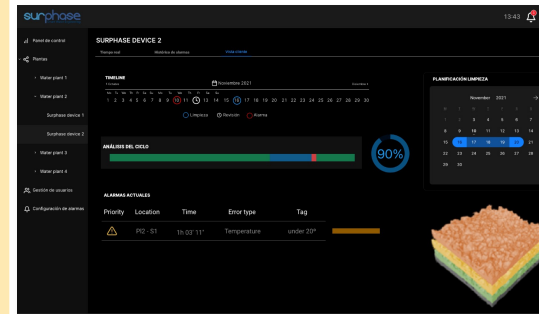 surphase
13:43
Panel de control
Plantas
Water plant 1
Water plant 2
Surphase device 1
Surphase device 2
Water plant 3
Water plant 4
Gestión de usuarios
Configuración de alarmas
SURPHASE DEVICE 2
Tiempo real
Histórico de alarmas
TIMELINE
Noviembre 2021
1 2 3 4 5 6 7 8 9 10 11 13 14 15 16 17 18 19 20 21 22 23 24 25 26 27 28 29 30
Limpieza Revisión Alarma
ANÁLISIS DEL CICLO
90%
ALARMAS ACTUALES
Priority Location Time Error type Tag
PI2 - S1 1h 03' 11" Temperature under 20º
PLANIFICACIÓN LIMPIEZA
November 2021
1 2 3 4 5 6 7
8 9 10 11 12 13 14
15 16 17 18 19 20 21
22 23 24 25 26 27 28
29 30